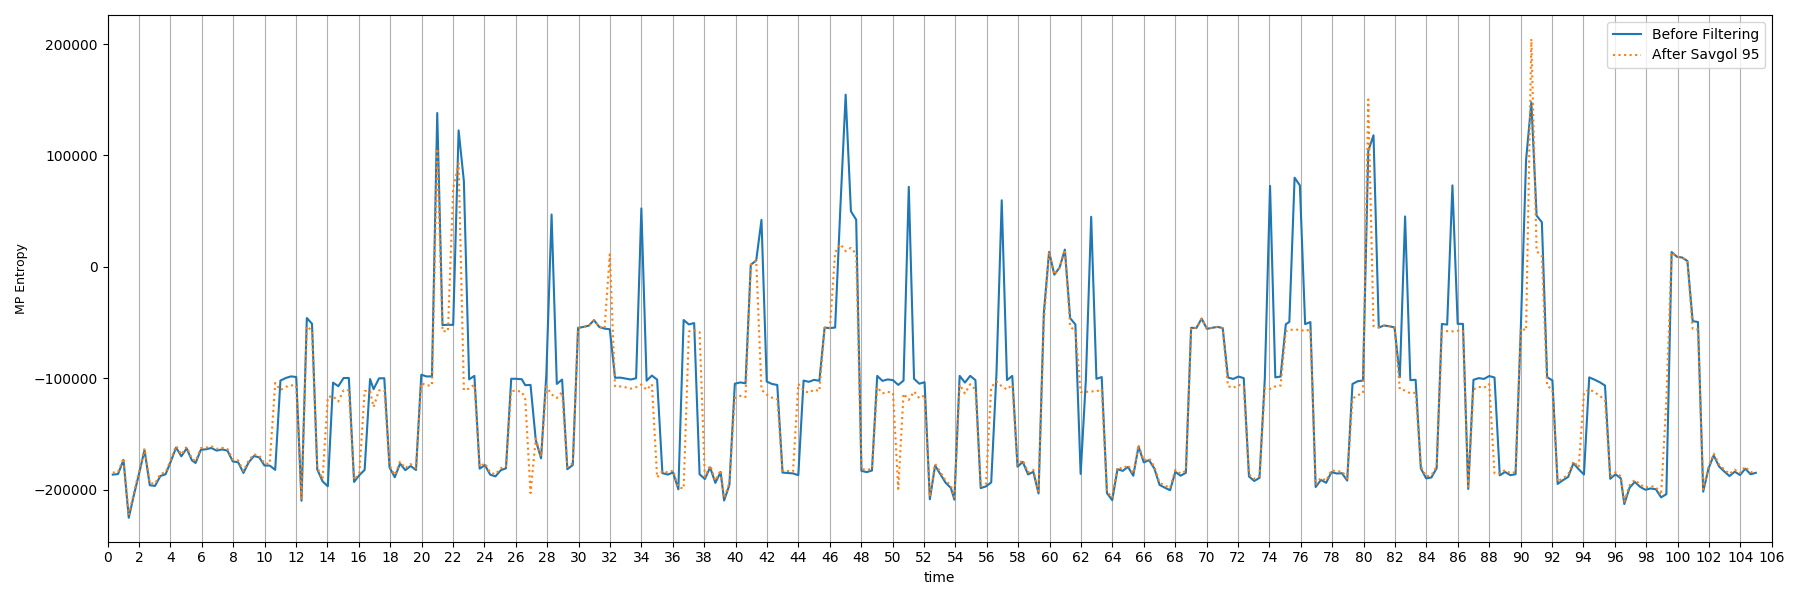 Before Filtering
After Savgol 95
200000
100000
0
−100000
−200000
MP Entropy
0 2 4 6 8 10 12 14 16 18 20 22 24 26 28 30 32 34 36 38 40 42 44 46 48 50 52 54 56 58 60 62 64 66 68 70 72 74 76 78 80 82 84 86 88 90 92 94 96 98 100 102 104 106
time